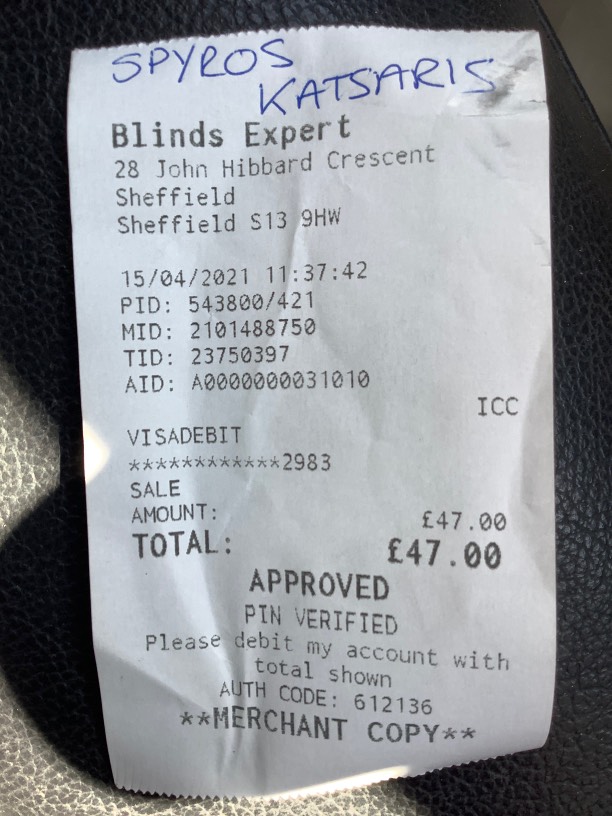 SPYROS
KATSARIS
Blinds Expert
28 John Hibbard Crescent
Sheffield
Sheffield S13 9HW
15/04/2021 11:37:42
PID: 543800/421
MID: 2101488750
TID: 23750397
AID: A0000000031010
ICC
VISADEBIT
************2983
SALE
AMOUNT: £47.00
TOTAL: £47.00
APPROVED
PIN VERIFIED
Please debit my account with
total shown
AUTH CODE: 612136
**MERCHANT COPY**